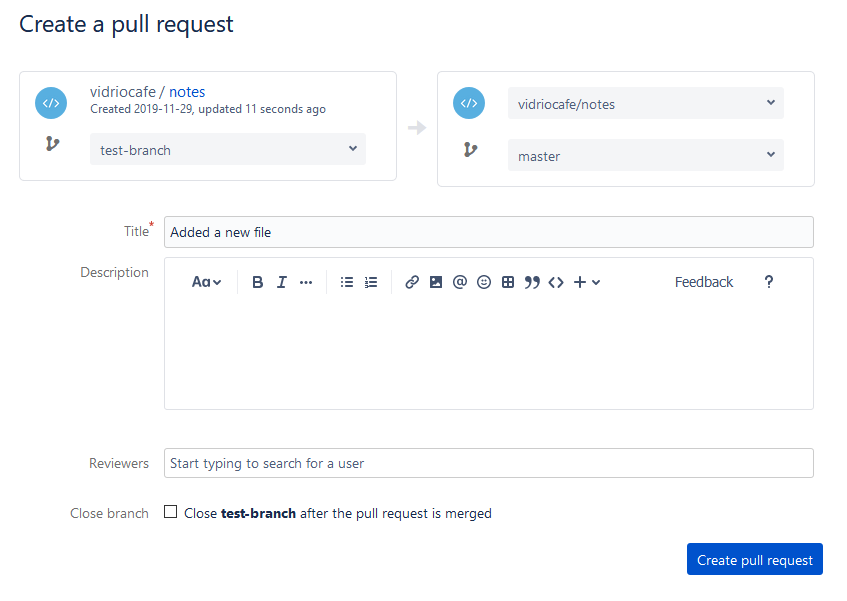 Create a pull request
vidriocafe / notes
Created 2019-11-29, updated 11 seconds ago
test-branch
vidriocafe/notes
master
Title*
Added a new file
Description
Aa
B I ···
Feedback ?
Reviewers
Start typing to search for a user
Close branch
Close test-branch after the pull request is merged
Create pull request